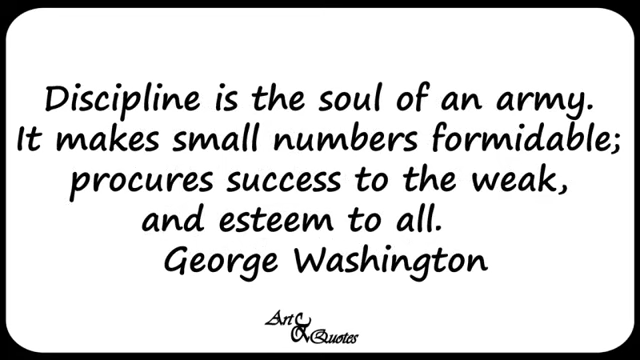 Discipline is the soul of an army.
It makes small numbers formidable;
procures success to the weak,
and esteem to all.
George Washington
Art & Quotes